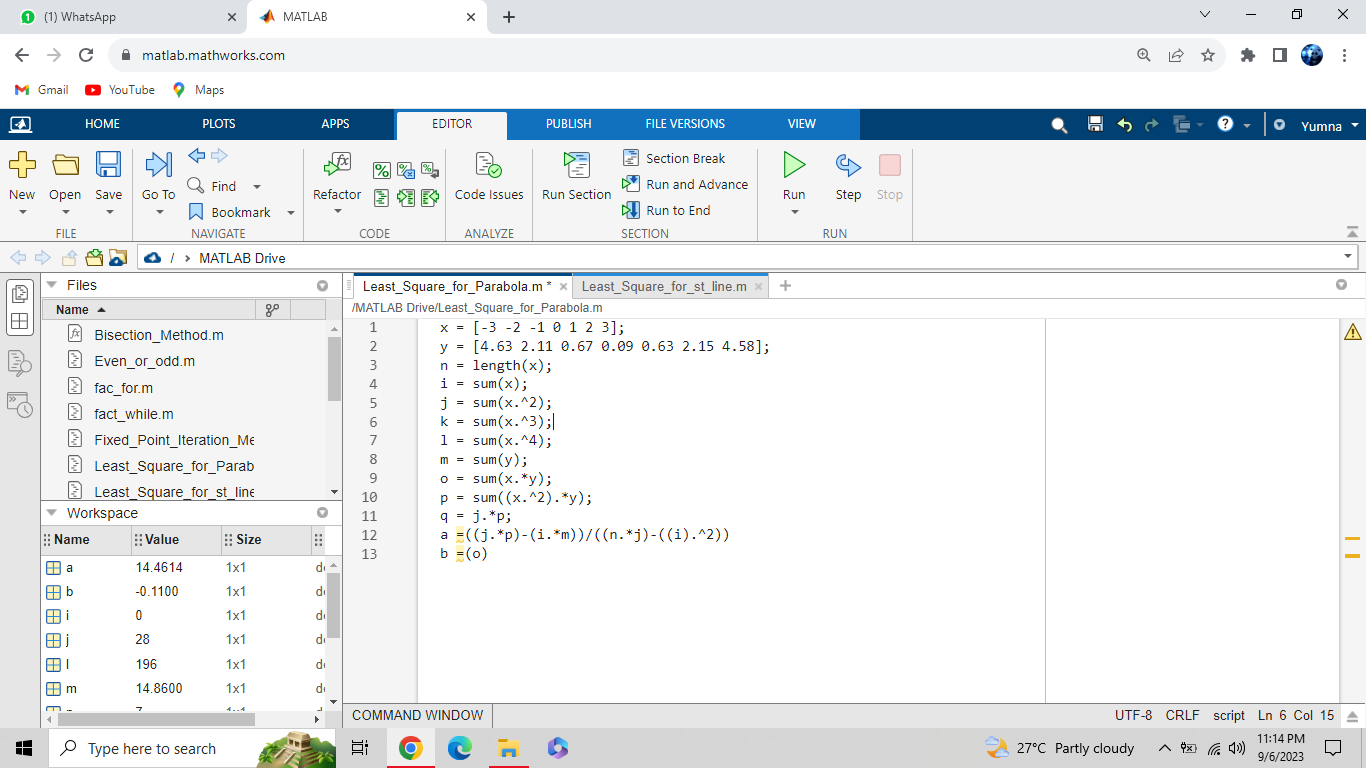 (1) WhatsApp
MATLAB
matlab.mathworks.com
Gmail
YouTube
Maps
HOME
PLOTS
APPS
EDITOR
PUBLISH
FILE VERSIONS
VIEW
Yumna
New
Open
Save
FILE
Go To
Find
Bookmark
NAVIGATE
Refactor
CODE
Code Issues
ANALYZE
Run Section
Section Break
Run and Advance
Run to End
SECTION
Run
Step
Stop
RUN
/ › MATLAB Drive
Files
Name
Bisection_Method.m
Even_or_odd.m
fac_for.m
fact_while.m
Fixed_Point_Iteration_Me
Least_Square_for_Parab
Least_Square_for_st_line
Workspace
Name Value Size
a 14.4614 1x1
b -0.1100 1x1
i 0 1x1
j 28 1x1
l 196 1x1
m 14.8600 1x1
Least_Square_for_Parabola.m *
Least_Square_for_st_line.m
/MATLAB Drive/Least_Square_for_Parabola.m
1 x = [-3 -2 -1 0 1 2 3];
2 y = [4.63 2.11 0.67 0.09 0.63 2.15 4.58];
3 n = length(x);
4 i = sum(x);
5 j = sum(x.^2);
6 k = sum(x.^3);
7 l = sum(x.^4);
8 m = sum(y);
9 o = sum(x.*y);
10 p = sum((x.^2).*y);
11 q = j.*p;
12 a =((j.*p)-(i.*m))/((n.*j)-((i).^2))
13 b =(o)
COMMAND WINDOW
UTF-8 CRLF script Ln 6 Col 15
Type here to search
27°C Partly cloudy
11:14 PM
9/6/2023